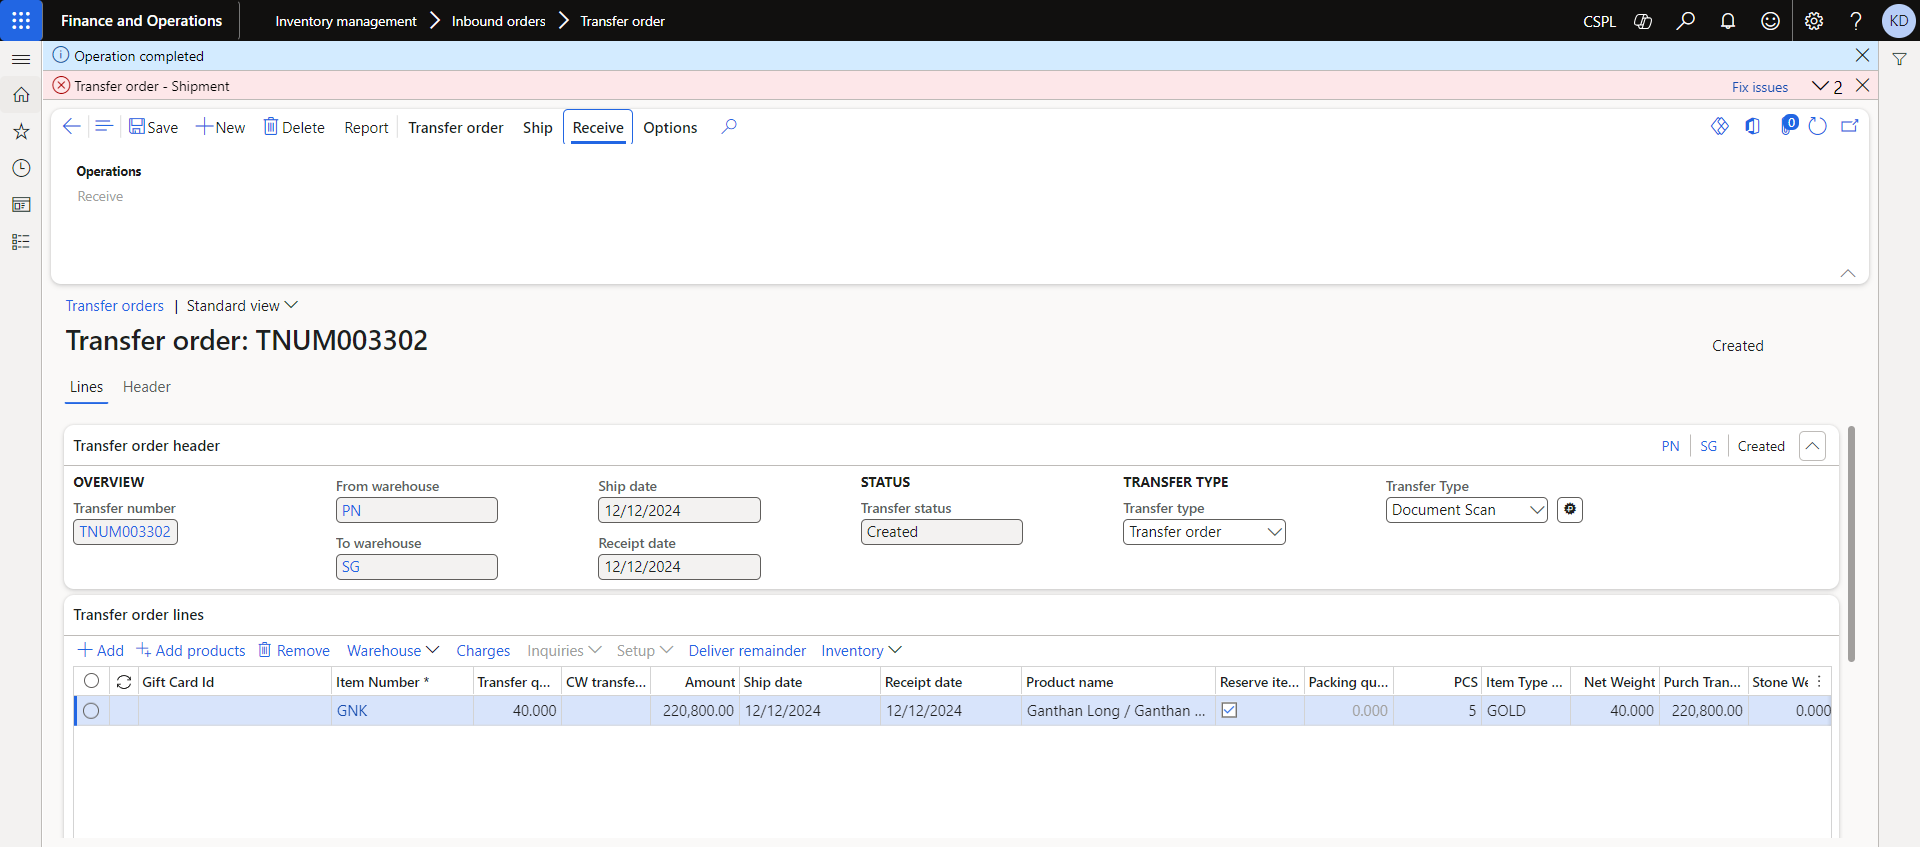 Finance and Operations
Inventory management > Inbound orders > Transfer order
CSPL
KD
Operation completed
Transfer order - Shipment
Fix issues
2
Save
New
Delete
Report
Transfer order
Ship
Receive
Options
0
Operations
Receive
Transfer orders | Standard view
Transfer order: TNUM003302
Created
Lines
Header
Transfer order header
PN
SG
Created
OVERVIEW
Transfer number
TNUM003302
From warehouse
PN
To warehouse
SG
Ship date
12/12/2024
Receipt date
12/12/2024
STATUS
Transfer status
Created
TRANSFER TYPE
Transfer type
Transfer order
Transfer Type
Document Scan
Transfer order lines
Add
Add products
Remove
Warehouse
Charges
Inquiries
Setup
Deliver remainder
Inventory
Gift Card Id
Item Number *
Transfer q...
CW transfe...
Amount
Ship date
Receipt date
Product name
Reserve ite...
Packing qu...
PCS
Item Type ...
Net Weight
Purch Tran...
Stone We
GNK
40.000
220,800.00
12/12/2024
12/12/2024
Ganthan Long / Ganthan ...
0.000
5
GOLD
40.000
220,800.00
0.000